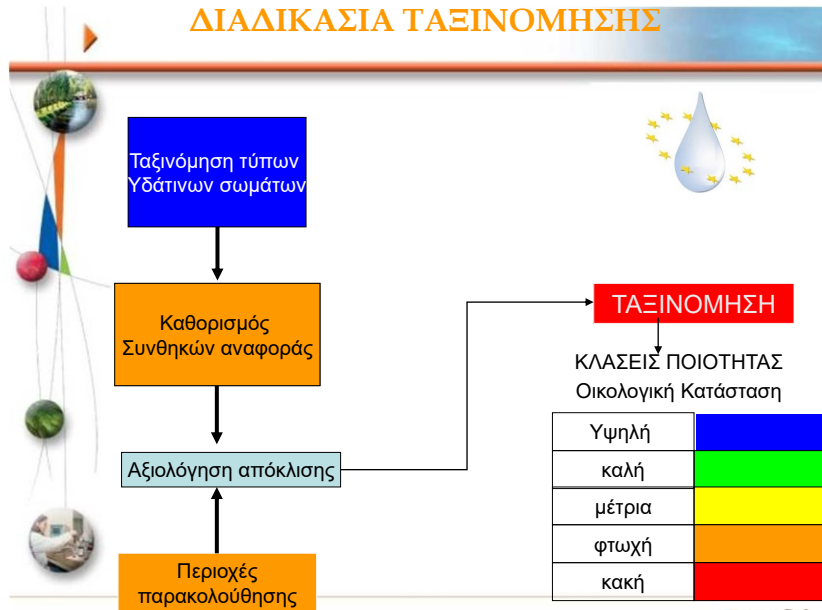 ΔΙΑΔΙΚΑΣΙΑ ΤΑΞΙΝΟΜΗΣΗΣ
Ταξινόμηση τύπων
Υδάτινων σωμάτων
Καθορισμός
Συνθηκών αναφοράς
Αξιολόγηση απόκλισης
Περιοχές
παρακολούθησης
ΤΑΞΙΝΟΜΗΣΗ
ΚΛΑΣΕΙΣ ΠΟΙΟΤΗΤΑΣ
Οικολογική Κατάσταση
Υψηλή
καλή
μέτρια
φτωχή
κακή